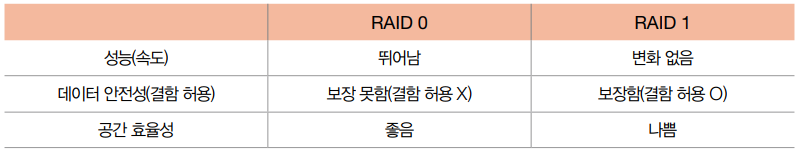 RAID 0 RAID 1
성능(속도) 뛰어남 변화 없음
데이터 안전성(결함 허용) 보장 못함(결함 허용 X) 보장함(결함 허용 O)
공간 효율성 좋음 나쁨